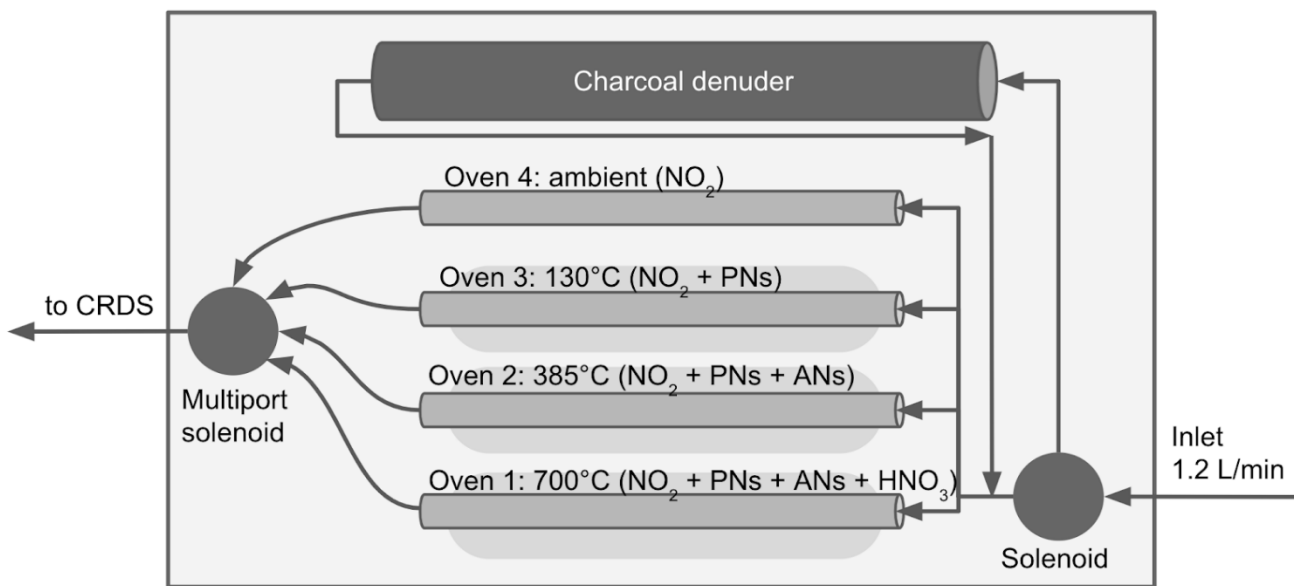 Charcoal denuder
Oven 4: ambient (NO₂)
Oven 3: 130°C (NO₂ + PNs)
to CRDS
Oven 2: 385°C (NO₂ + PNs + ANs)
Multiport
solenoid
Inlet
1.2 L/min
Oven 1: 700°C (NO₂ + PNs + ANs + HNO₃)
Solenoid